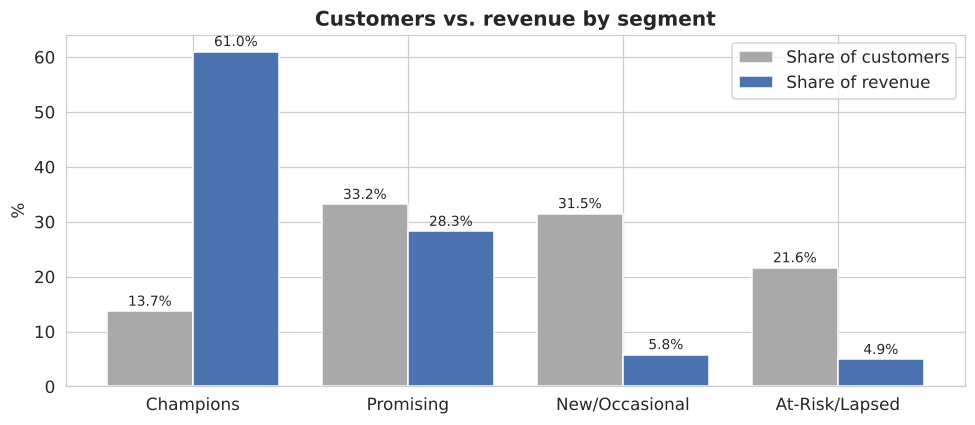 Customers vs. revenue by segment
61.0%
60
Share of customers
Share of revenue
50
40
33.2%
31.5%
30
28.3%
%
21.6%
20
13.7%
10
5.8%
4.9%
0
Champions
Promising
New/Occasional
At-Risk/Lapsed